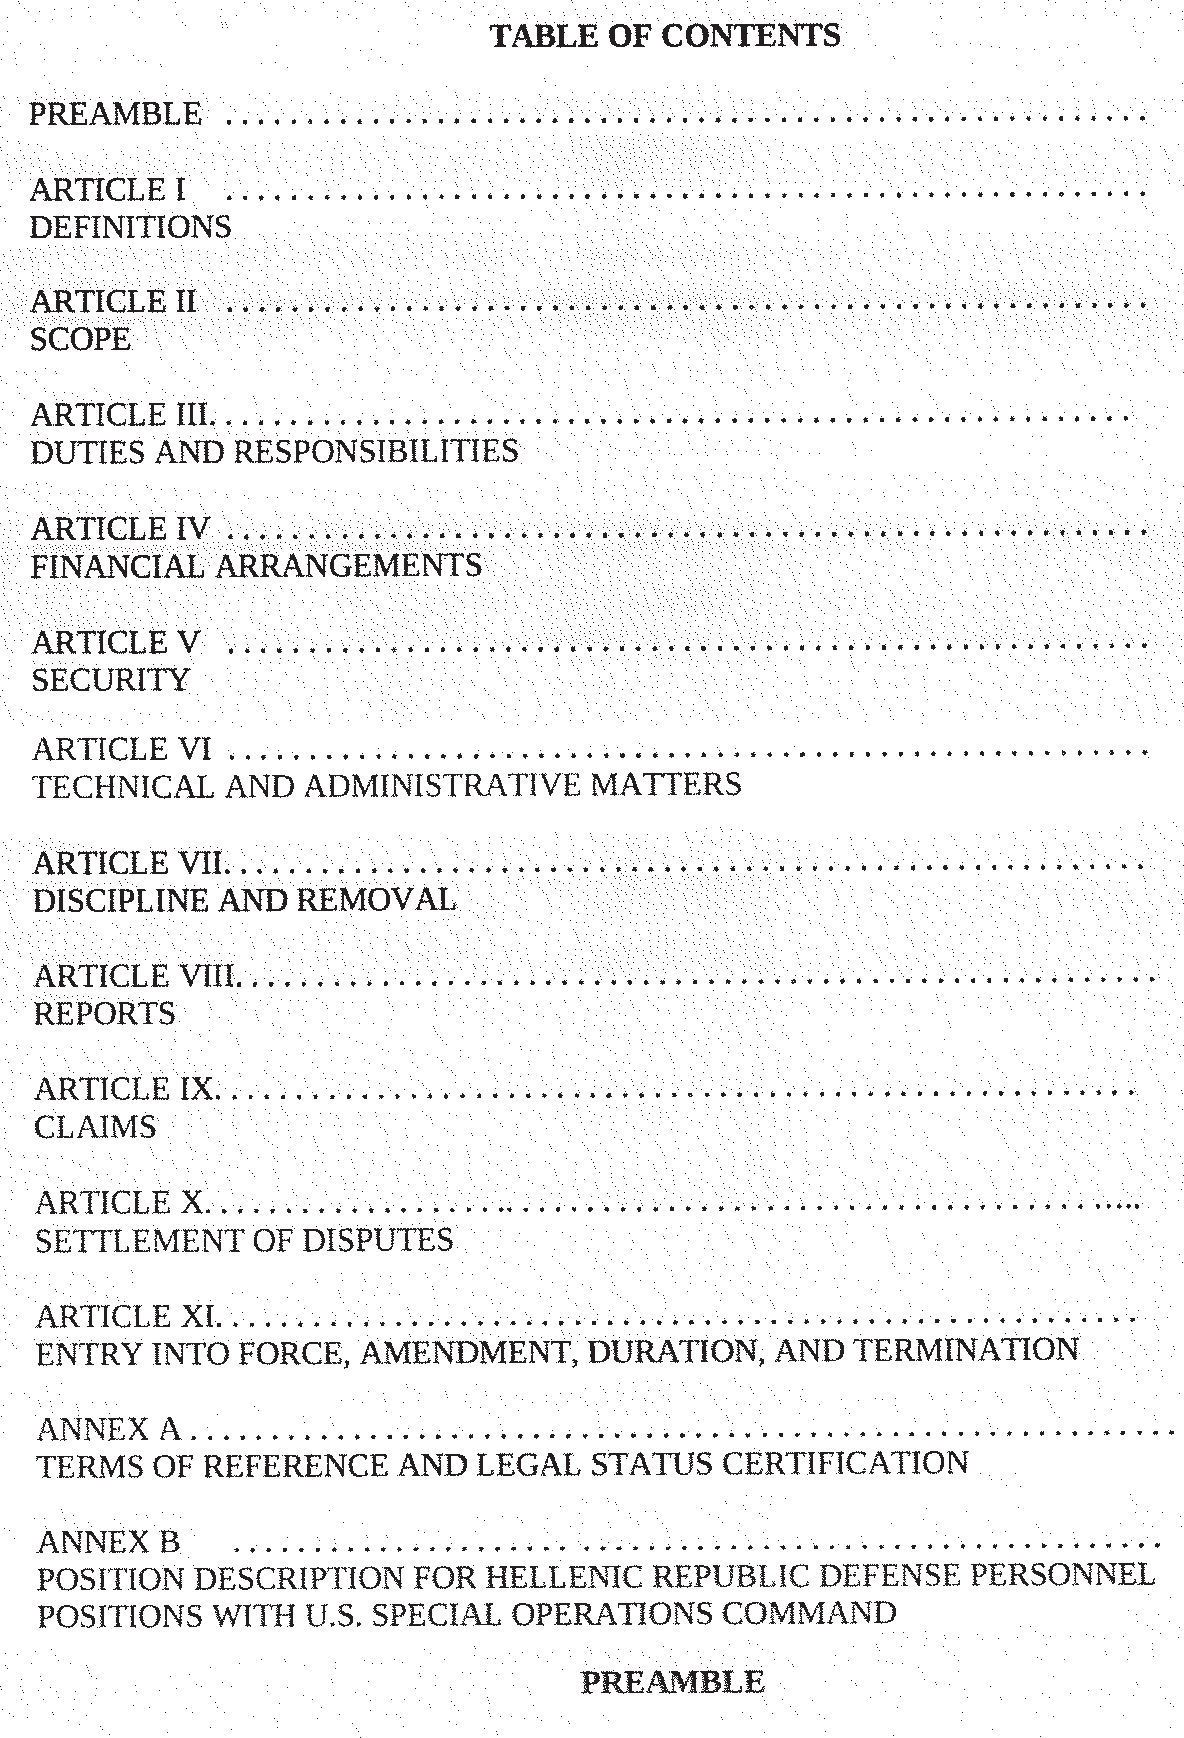 TABLE OF CONTENTS
PREAMBLE . . . . . . . . . . . . . . . . . . . . . . . . . . . . . . . . . . . . . . . . . . . . . . . . . . . . . . . . .
ARTICLE I . . . . . . . . . . . . . . . . . . . . . . . . . . . . . . . . . . . . . . . . . . . . . . . . . . . . . . . . .
DEFINITIONS
ARTICLE II . . . . . . . . . . . . . . . . . . . . . . . . . . . . . . . . . . . . . . . . . . . . . . . . . . . . . . . . .
SCOPE
ARTICLE III. . . . . . . . . . . . . . . . . . . . . . . . . . . . . . . . . . . . . . . . . . . . . . . . . . . . . . . . .
DUTIES AND RESPONSIBILITIES
ARTICLE IV . . . . . . . . . . . . . . . . . . . . . . . . . . . . . . . . . . . . . . . . . . . . . . . . . . . . . . . . .
FINANCIAL ARRANGEMENTS
ARTICLE V . . . . . . . . . . . . . . . . . . . . . . . . . . . . . . . . . . . . . . . . . . . . . . . . . . . . . . . . .
SECURITY
ARTICLE VI . . . . . . . . . . . . . . . . . . . . . . . . . . . . . . . . . . . . . . . . . . . . . . . . . . . . . . . . .
TECHNICAL AND ADMINISTRATIVE MATTERS
ARTICLE VII. . . . . . . . . . . . . . . . . . . . . . . . . . . . . . . . . . . . . . . . . . . . . . . . . . . . . . . . .
DISCIPLINE AND REMOVAL
ARTICLE VIII. . . . . . . . . . . . . . . . . . . . . . . . . . . . . . . . . . . . . . . . . . . . . . . . . . . . . . . . .
REPORTS
ARTICLE IX. . . . . . . . . . . . . . . . . . . . . . . . . . . . . . . . . . . . . . . . . . . . . . . . . . . . . . . . .
CLAIMS
ARTICLE X. . . . . . . . . . . . . . . . . . .. . . . . . . . . . . . . . . . . . . . . . . . . . . . . . . . . . . . .....
SETTLEMENT OF DISPUTES
ARTICLE XI. . . . . . . . . . . . . . . . . . . . . . . . . . . . . . . . . . . . . . . . . . . . . . . . . . . . . . . . .
ENTRY INTO FORCE, AMENDMENT, DURATION, AND TERMINATION
ANNEX A . . . . . . . . . . . . . . . . . . . . . . . . . . . . . . . . . . . . . . . . . . . . . . . . . . . . . . . . . . . . .
TERMS OF REFERENCE AND LEGAL STATUS CERTIFICATION
ANNEX B . . . . . . . . . . . . . . . . . . . . . . . . . . . . . . . . . . . . . . . . . . . . . . . . . . . . . . . . .
POSITION DESCRIPTION FOR HELLENIC REPUBLIC DEFENSE PERSONNEL
POSITIONS WITH U.S. SPECIAL OPERATIONS COMMAND
PREAMBLE